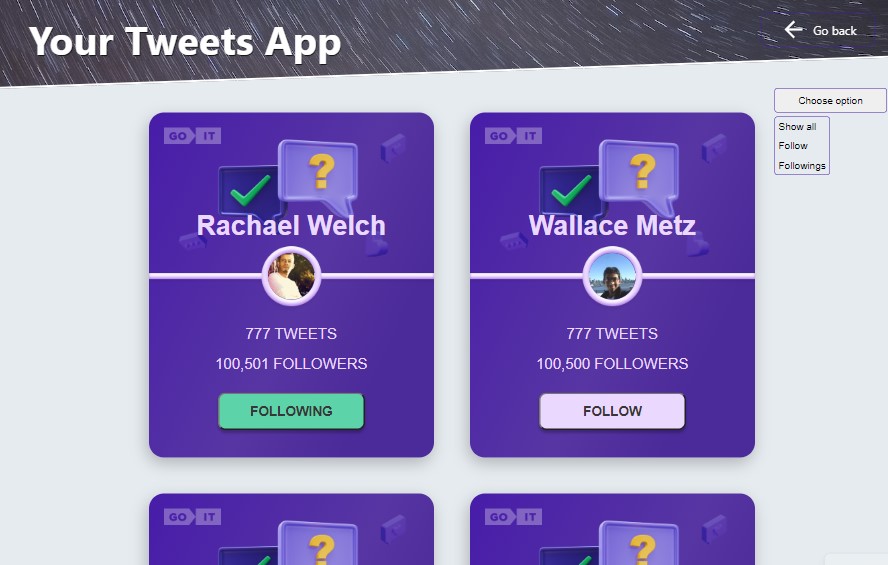 Your Tweets App
Go back
Choose option
Show all
Follow
Followings
GO IT
Rachael Welch
777 TWEETS
100,501 FOLLOWERS
FOLLOWING
GO IT
Wallace Metz
777 TWEETS
100,500 FOLLOWERS
FOLLOW
GO IT
GO IT